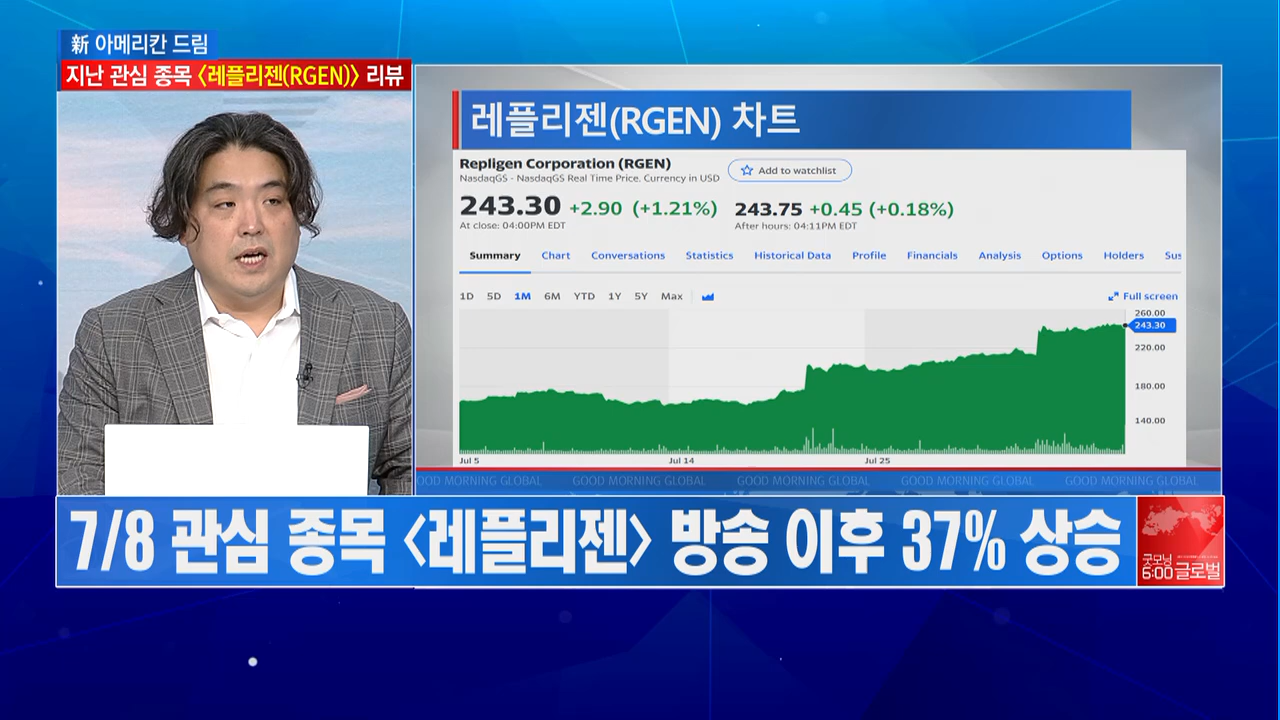 新 아메리칸 드림
지난 관심 종목 <레플리젠(RGEN)> 리뷰
레플리젠(RGEN) 차트
Repligen Corporation (RGEN)
NasdaqGS - NasdaqGS Real Time Price. Currency in USD
Add to watchlist
243.30 +2.90 (+1.21%)
At close: 04:00PM EDT
243.75 +0.45 (+0.18%)
After hours: 04:11PM EDT
Summary Chart Conversations Statistics Historical Data Profile Financials Analysis Options Holders Sus
1D 5D 1M 6M YTD 1Y 5Y Max
Full screen
260.00
243.30
220.00
180.00
140.00
Jul 5 Jul 14 Jul 25
OOD MORNING GLOBAL GOOD MORNING GLOBAL GOOD MORNING GLOBAL GOOD MORNING GLOBAL GOOD MORNING GLOBAL
7/8 관심 종목 <레플리젠> 방송 이후 37% 상승
굿모닝
6:00 글로벌